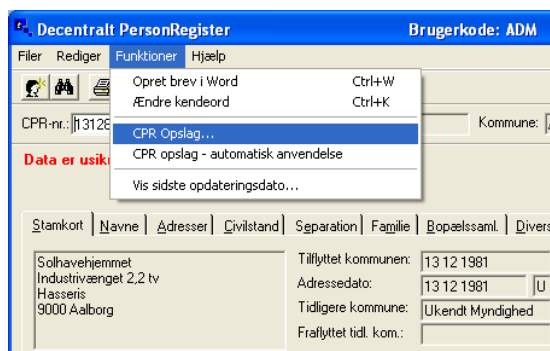 Decentralt PersonRegister Brugerkode: ADM
Filer Rediger Funktioner Hjælp
Opret brev i Word Ctrl+W
Ændre kendeord Ctrl+K
CPR Opslag...
CPR opslag - automatisk anvendelse
Vis sidste opdateringsdato...
CPR-nr.: 13128 Kommune:
Data er usik
Stamkort Navne Adresser Civilstand Separation Familie Bopælssaml. Divers
Solhavehjemmet
Industrivænget 2,2 tv
Hasseris
9000 Aalborg
Tilflyttet kommunen: 13 12 1981
Adressedato: 13 12 1981 U
Tidligere kommune: Ukendt Myndighed
Fraflyttet tidl. kom.: